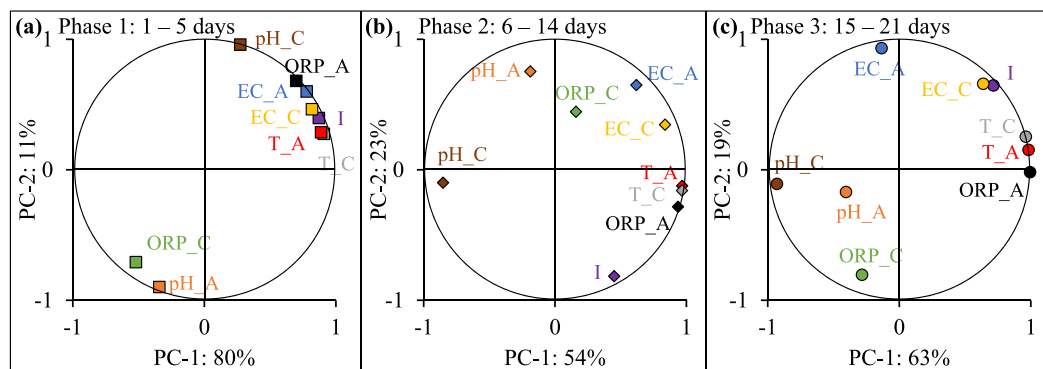 (a) Phase 1: 1 – 5 days
1
pH_C
ORP_A
EC_A
EC_C
I
T_A
T_C
0
ORP_C
pH_A
-1
PC-2: 11%
-1 0 1
PC-1: 80%
(b) Phase 2: 6 – 14 days
1
pH_A
EC_A
ORP_C
EC_C
pH_C
0
T_A
T_C
ORP_A
I
-1
PC-2: 23%
-1 0 1
PC-1: 54%
(c) Phase 3: 15 – 21 days
1
EC_A
EC_C
I
T_C
T_A
0
pH_C
ORP_A
pH_A
ORP_C
-1
PC-2: 19%
-1 0 1
PC-1: 63%